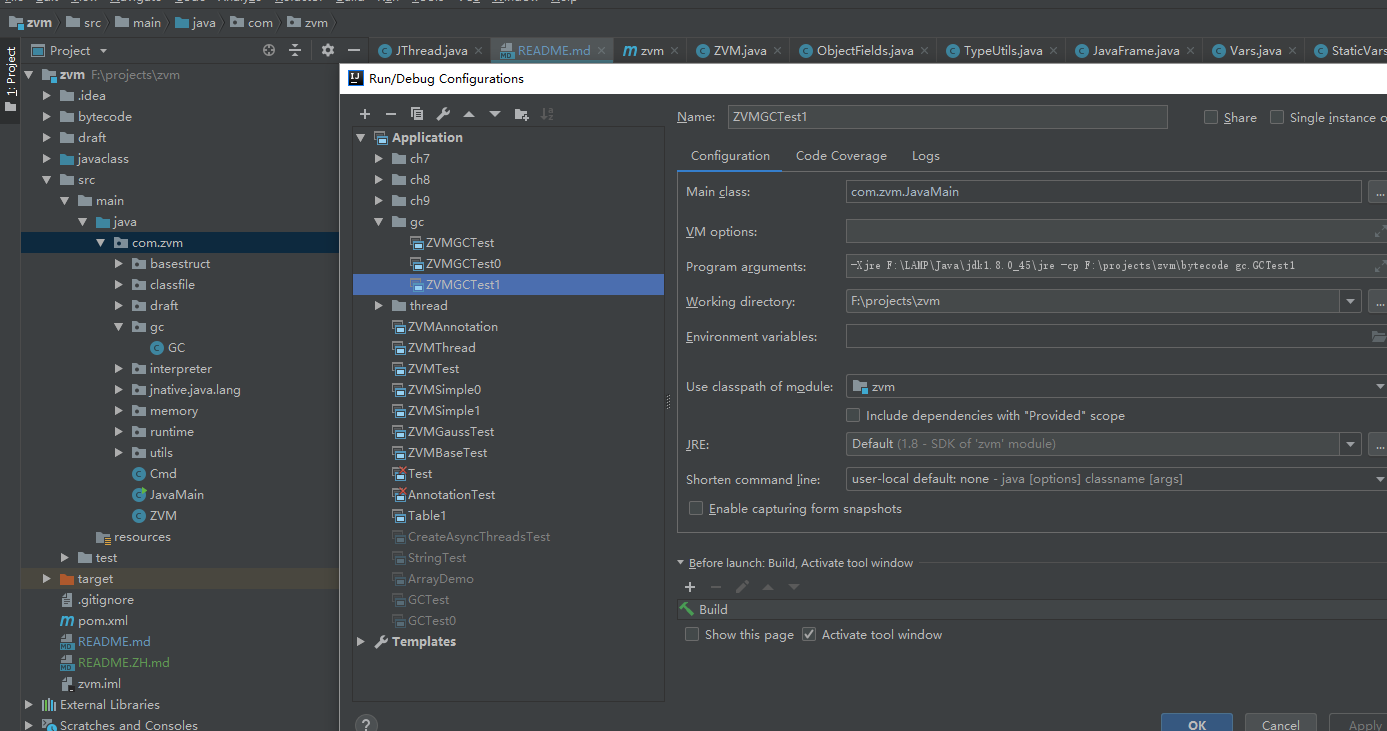 zvm src main java com zvm
1: Project
Project
JThread.java README.md zvm ZVM.java ObjectFields.java TypeUtils.java JavaFrame.java Vars.java StaticVars
zvm F:\projects\zvm
.idea
bytecode
draft
javaclass
src
main
java
com.zvm
basestruct
classfile
draft
gc
GC
interpreter
jnative.java.lang
memory
runtime
utils
Cmd
JavaMain
ZVM
resources
test
target
.gitignore
pom.xml
README.md
README.ZH.md
zvm.iml
External Libraries
Scratches and Consoles
Run/Debug Configurations
Application
ch7
ch8
ch9
gc
ZVMGCTest
ZVMGCTest0
ZVMGCTest1
thread
ZVMAnnotation
ZVMThread
ZVMTest
ZVMSimple0
ZVMSimple1
ZVMGaussTest
ZVMBaseTest
Test
AnnotationTest
Table1
CreateAsyncThreadsTest
StringTest
ArrayDemo
GCTest
GCTest0
Templates
Name: ZVMGCTest1 Share Single instance o
Configuration Code Coverage Logs
Main class: com.zvm.JavaMain ...
VM options:
Program arguments: -Xjre F:\LAMP\Java\jdk1.8.0_45\jre -cp F:\projects\zvm\bytecode gc.GCTest1
Working directory: F:\projects\zvm ...
Environment variables:
Use classpath of module: zvm
Include dependencies with "Provided" scope
JRE: Default (1.8 - SDK of 'zvm' module) ...
Shorten command line: user-local default: none - java [options] classname [args]
Enable capturing form snapshots
Before launch: Build, Activate tool window
Build
Show this page Activate tool window
? OK Cancel Apply